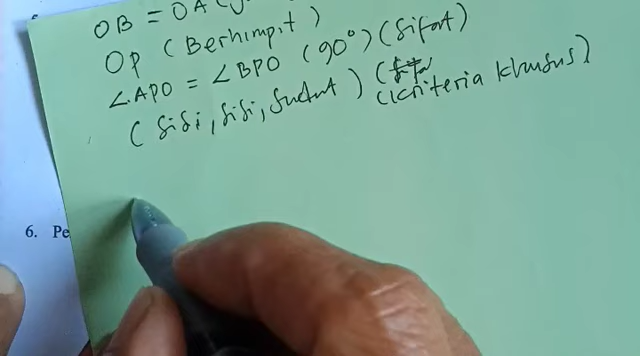 OB = OA (
OP (Berhimpit)
∠APO = ∠BPO (90°) (Sifat)
(Sisi, Sisi, Sudut) (Kriteria khusus)
6. Pe